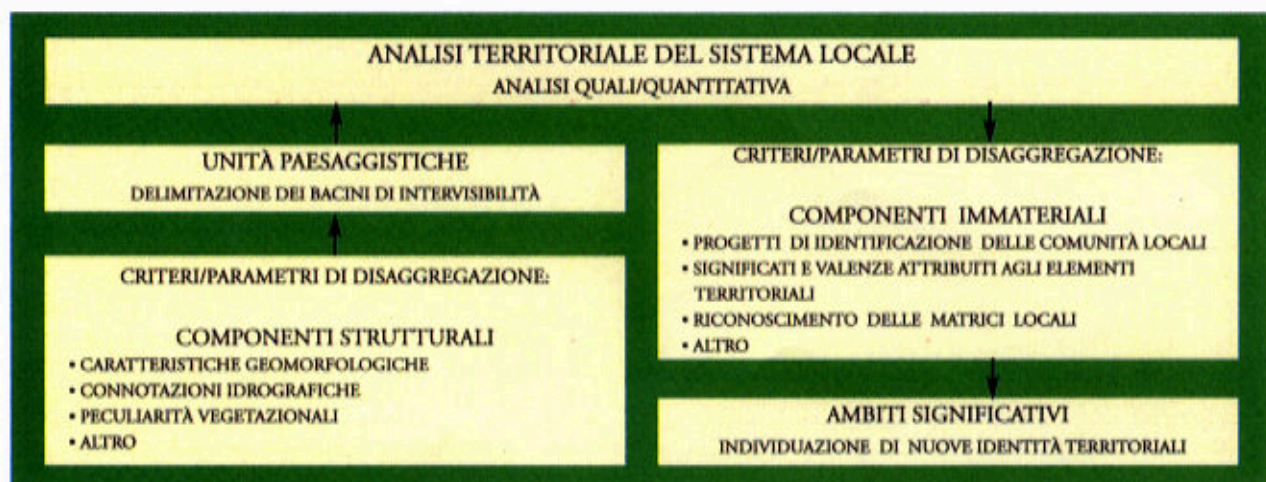 ANALISI TERRITORIALE DEL SISTEMA LOCALE
ANALISI QUALI/QUANTITATIVA
UNITÀ PAESAGGISTICHE
DELIMITAZIONE DEI BACINI DI INTERVISIBILITÀ
CRITERI/PARAMETRI DI DISAGGREGAZIONE:
COMPONENTI STRUTTURALI
• CARATTERISTICHE GEOMORFOLOGICHE
• CONNOTAZIONI IDROGRAFICHE
• PECULIARITÀ VEGETAZIONALI
• ALTRO
CRITERI/PARAMETRI DI DISAGGREGAZIONE:
COMPONENTI IMMATERIALI
• PROGETTI DI IDENTIFICAZIONE DELLE COMUNITÀ LOCALI
• SIGNIFICATI E VALENZE ATTRIBUITI AGLI ELEMENTI
TERRITORIALI
• RICONOSCIMENTO DELLE MATRICI LOCALI
• ALTRO
AMBITI SIGNIFICATIVI
INDIVIDUAZIONE DI NUOVE IDENTITÀ TERRITORIALI